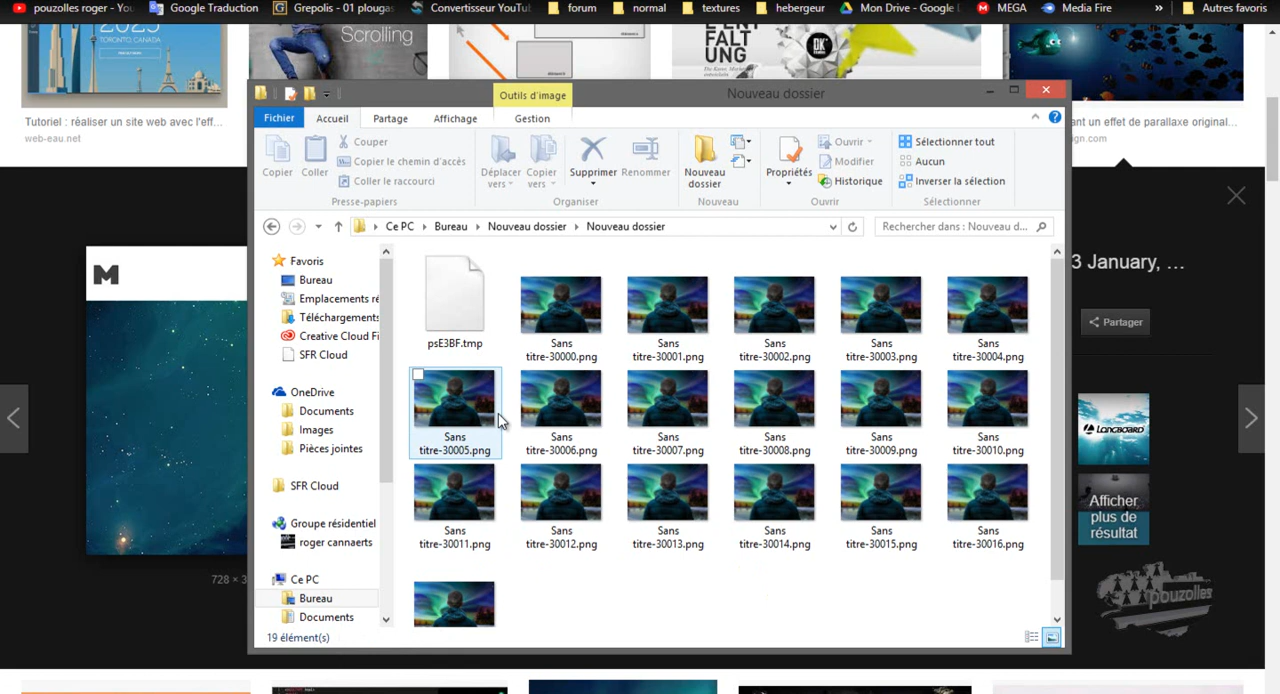 pouzolles roger - You
Google Traduction
Grepolis - 01 plougas
Convertisseur YouTu
forum
normal
textures
hebergeur
Mon Drive - Google
MEGA
Media Fire
»
Autres favoris
2025
TORONTO, CANADA
Scrolling
ENT
FALT
UNG
DK
Tutoriel : réaliser un site web avec l'eff...
web-eau.net
ant un effet de parallaxe original...
gn.com
Outils d'image
Nouveau dossier
Fichier
Accueil
Partage
Affichage
Gestion
Copier
Coller
Couper
Copier le chemin d'accès
Coller le raccourci
Presse-papiers
Déplacer
vers
Copier
vers
Supprimer
Renommer
Organiser
Nouveau
dossier
Nouveau
Propriétés
Ouvrir
Modifier
Historique
Ouvrir
Sélectionner tout
Aucun
Inverser la sélection
Sélectionner
Ce PC
Bureau
Nouveau dossier
Nouveau dossier
Rechercher dans : Nouveau d...
Favoris
Bureau
Emplacements ré
Téléchargements
Creative Cloud Fi
SFR Cloud
OneDrive
Documents
Images
Pièces jointes
SFR Cloud
Groupe résidentiel
roger cannaerts
Ce PC
Bureau
Documents
psE3BF.tmp
Sans
titre-30000.png
Sans
titre-30001.png
Sans
titre-30002.png
Sans
titre-30003.png
Sans
titre-30004.png
Sans
titre-30005.png
Sans
titre-30006.png
Sans
titre-30007.png
Sans
titre-30008.png
Sans
titre-30009.png
Sans
titre-30010.png
Sans
titre-30011.png
Sans
titre-30012.png
Sans
titre-30013.png
Sans
titre-30014.png
Sans
titre-30015.png
Sans
titre-30016.png
19 élément(s)
M
728 × 3
3 January, ...
Partager
LONGBOARD
Afficher
plus de
résultat
pouzolles